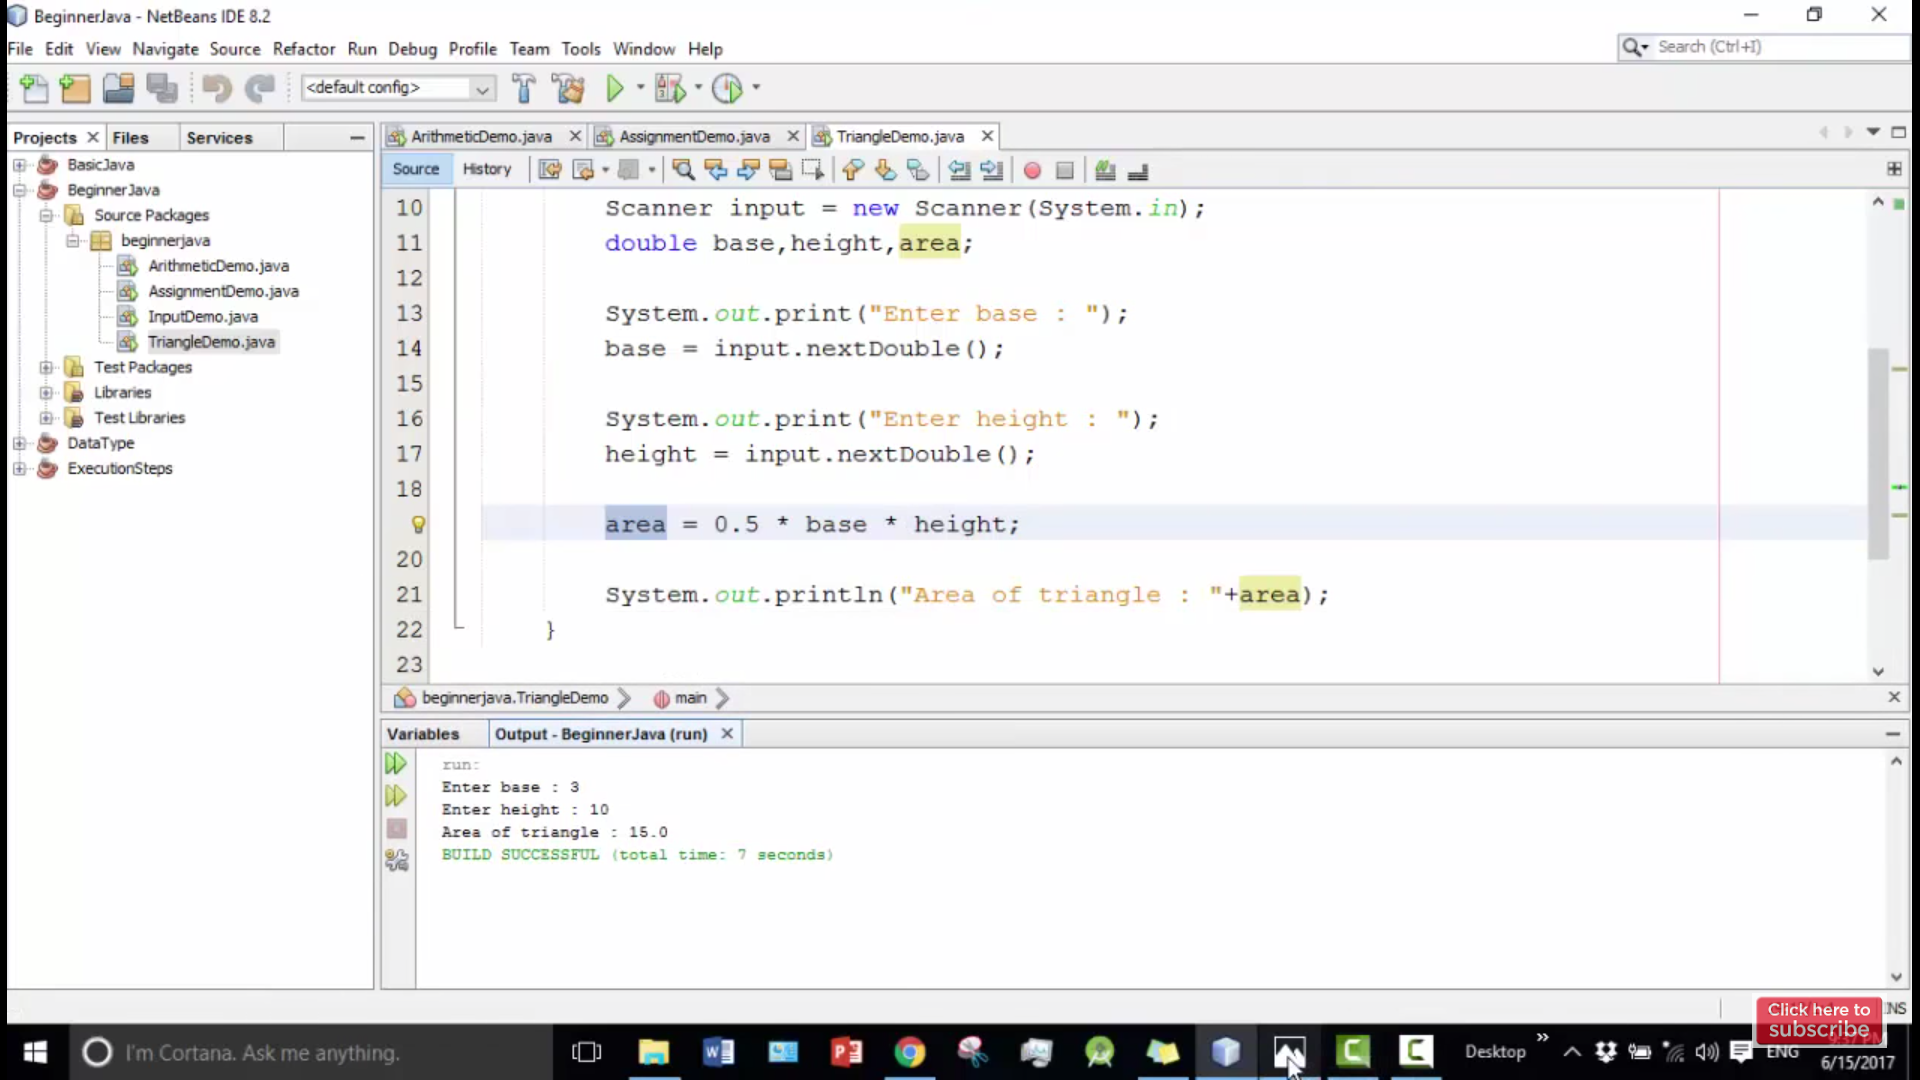 BeginnerJava - NetBeans IDE 8.2
File Edit View Navigate Source Refactor Run Debug Profile Team Tools Window Help
Search (Ctrl+I)
<default config>
Projects Files Services
ArithmeticDemo.java AssignmentDemo.java TriangleDemo.java
Source History
BasicJava
BeginnerJava
Source Packages
beginnerjava
ArithmeticDemo.java
AssignmentDemo.java
InputDemo.java
TriangleDemo.java
Test Packages
Libraries
Test Libraries
DataType
ExecutionSteps
10 Scanner input = new Scanner(System.in);
11 double base,height,area;
12
13 System.out.print("Enter base : ");
14 base = input.nextDouble();
15
16 System.out.print("Enter height : ");
17 height = input.nextDouble();
18
area = 0.5 * base * height;
20
21 System.out.println("Area of triangle : "+area);
22 }
23
beginnerjava.TriangleDemo main
Variables Output - BeginnerJava (run)
run:
Enter base : 3
Enter height : 10
Area of triangle : 15.0
BUILD SUCCESSFUL (total time: 7 seconds)
Click here to
subscribe
I'm Cortana. Ask me anything.
Desktop
ENG
6/15/2017